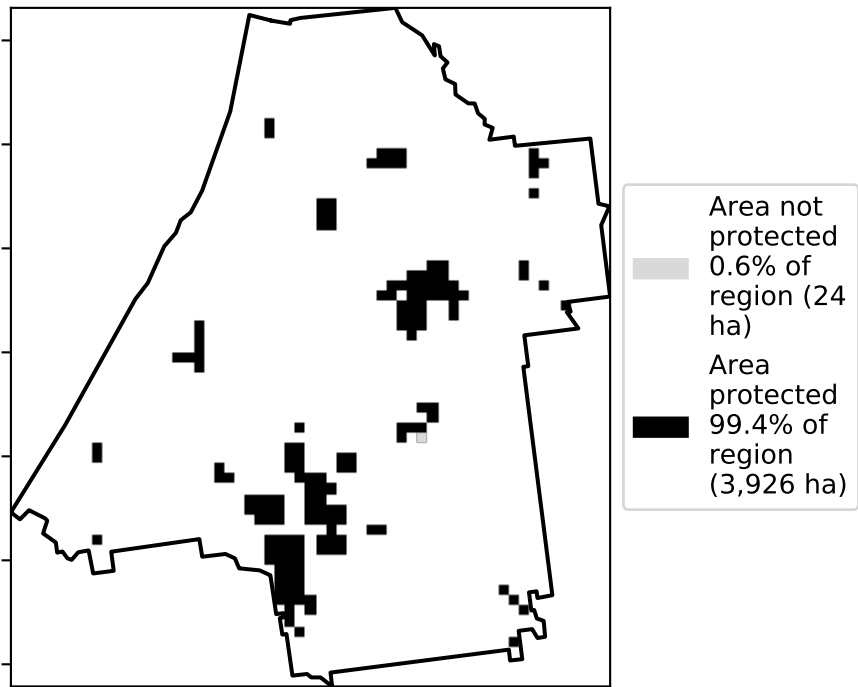 Area not
protected
0.6% of
region (24
ha)
Area
protected
99.4% of
region
(3,926 ha)